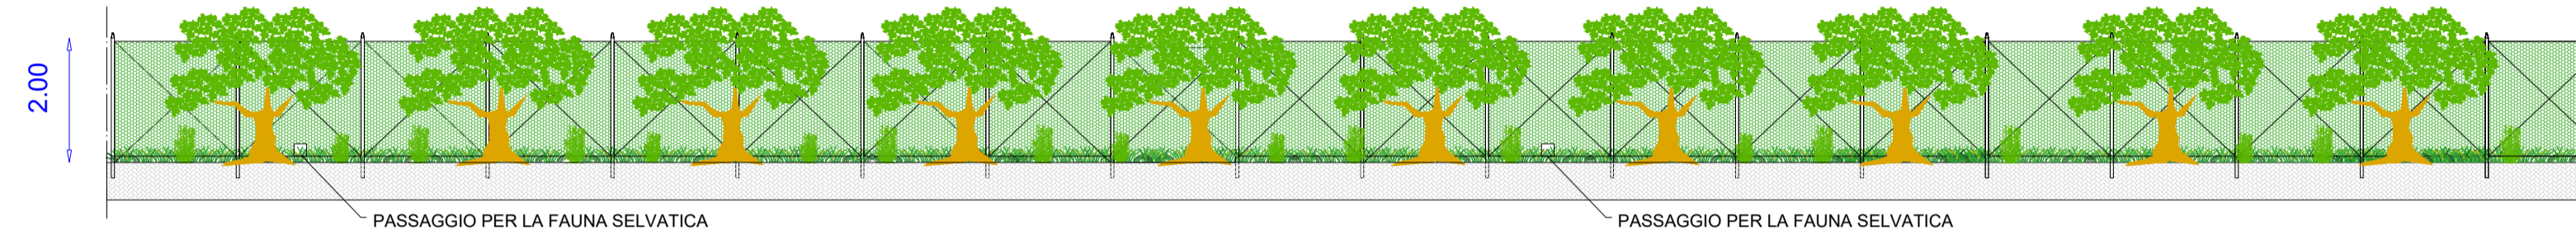 2.00
PASSAGGIO PER LA FAUNA SELVATICA
PASSAGGIO PER LA FAUNA SELVATICA